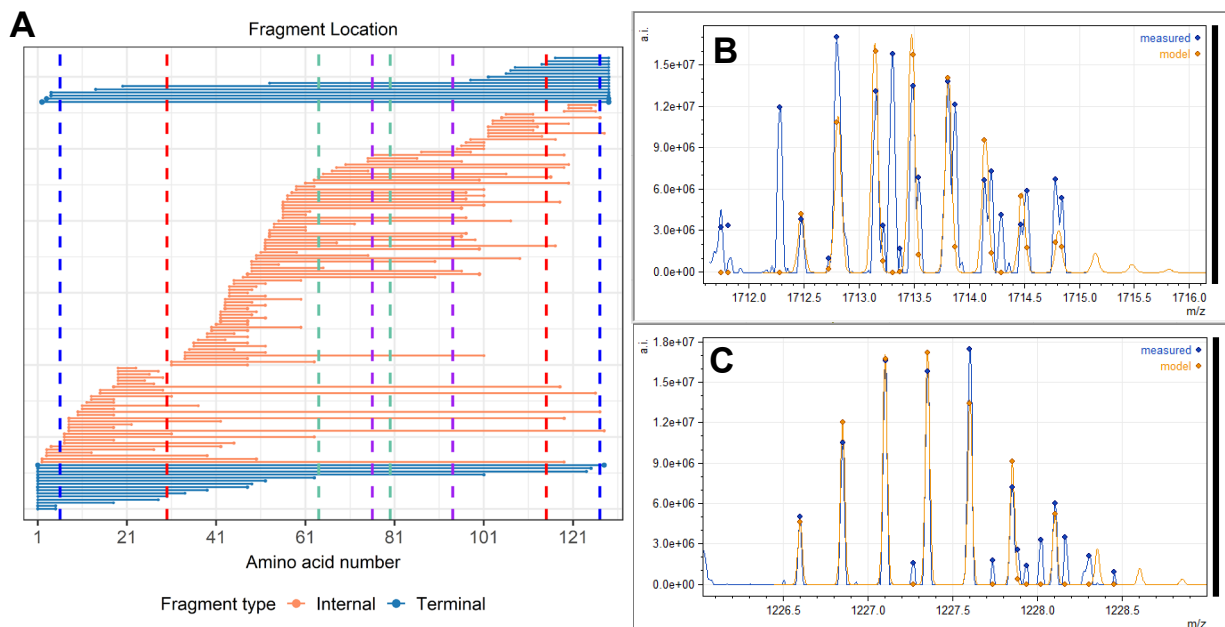 A
Fragment Location
1 21 41 61 81 101 121
Amino acid number
Fragment type Internal Terminal
B
a.i.
measured
model
1.5e+07
1.2e+07
9.0e+06
6.0e+06
3.0e+06
0.0e+00
1712.0 1712.5 1713.0 1713.5 1714.0 1714.5 1715.0 1715.5 1716.0
m/z
C
a.i.
measured
model
1.8e+07
1.5e+07
1.2e+07
9.0e+06
6.0e+06
3.0e+06
0.0e+00
1226.5 1227.0 1227.5 1228.0 1228.5
m/z